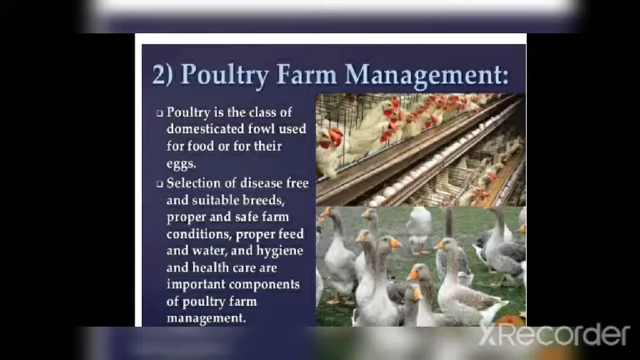 2) Poultry Farm Management:
Poultry is the class of
domesticated fowl used
for food or for their
eggs.
Selection of disease free
and suitable breeds,
proper and safe farm
conditions, proper feed
and water, and hygiene
and health care are
important components
of poultry farm
management.
XRecorder